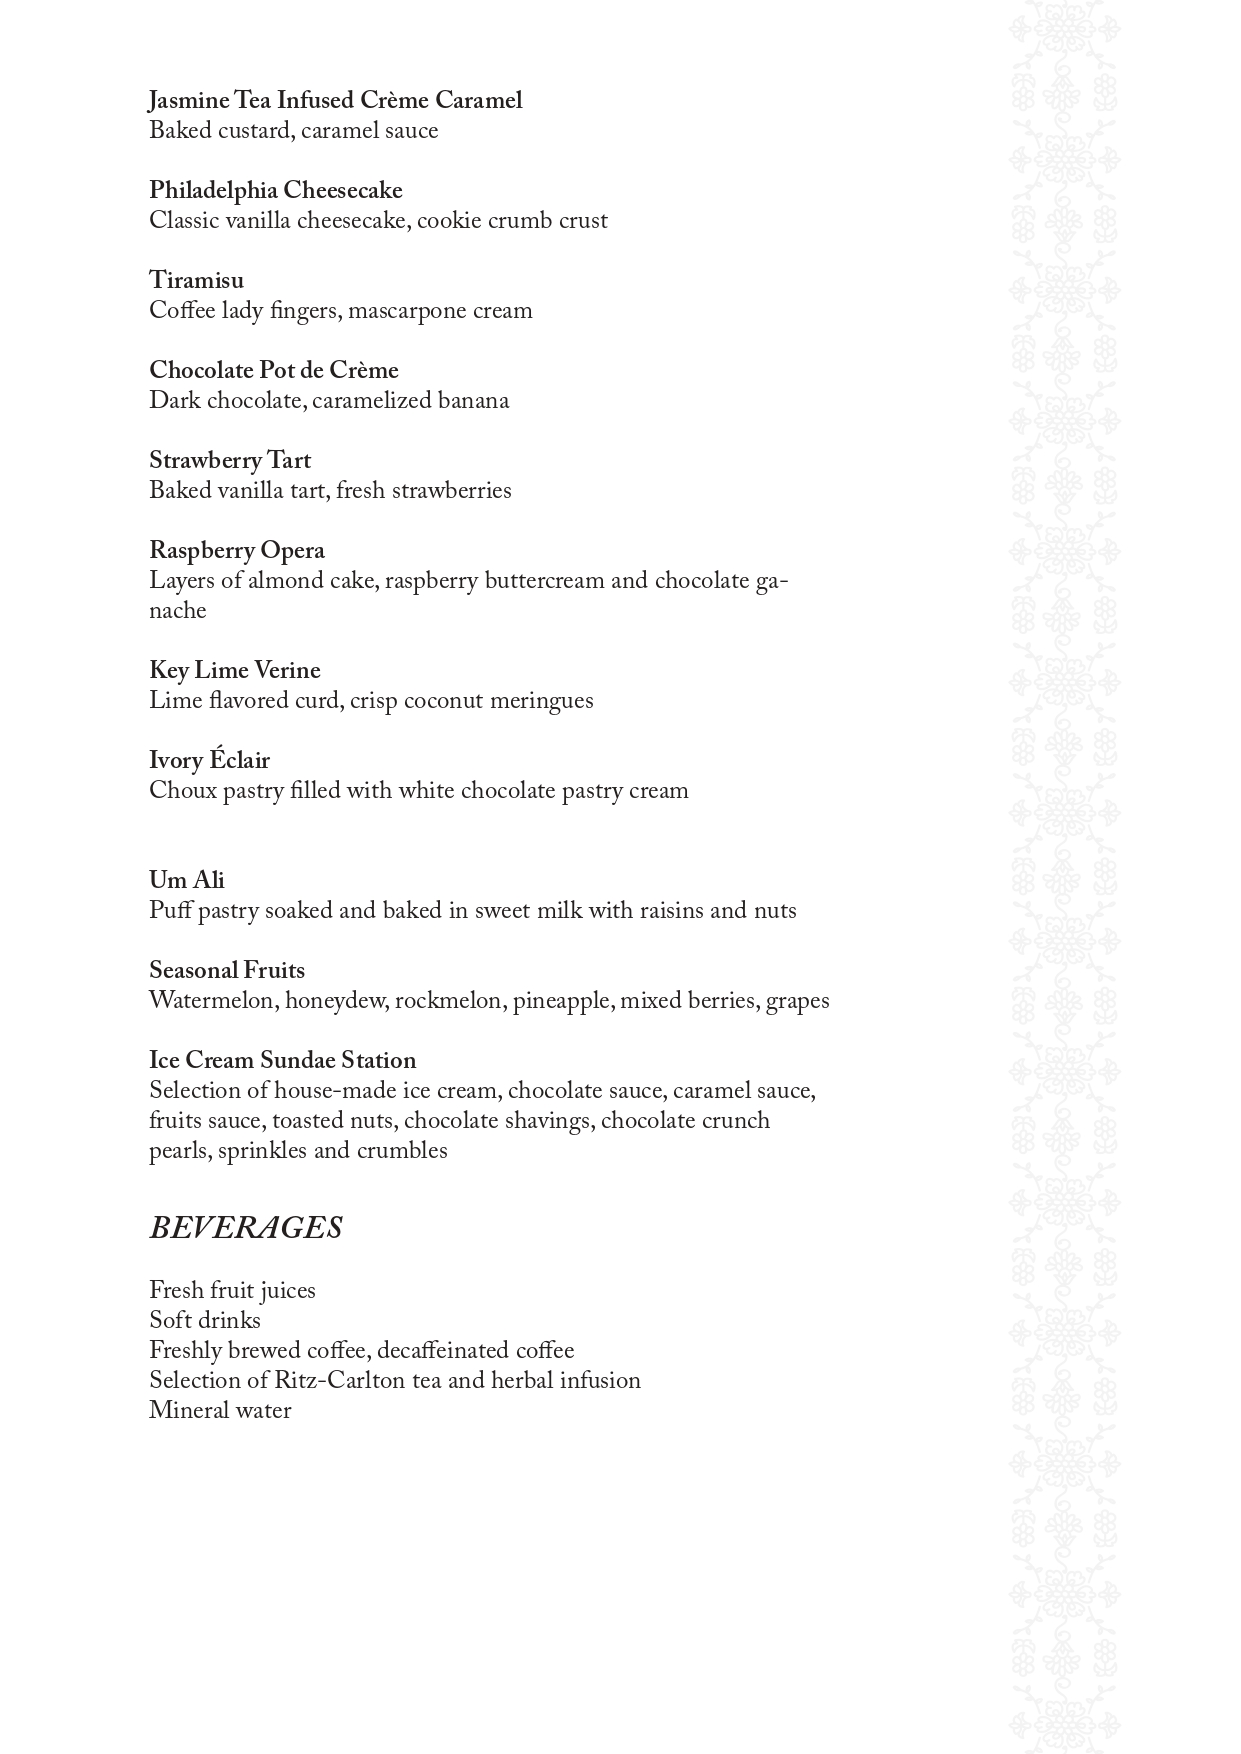 Jasmine Tea Infused Crème Caramel
Baked custard, caramel sauce
Philadelphia Cheesecake
Classic vanilla cheesecake, cookie crumb crust
Tiramisu
Coffee lady fingers, mascarpone cream
Chocolate Pot de Crème
Dark chocolate, caramelized banana
Strawberry Tart
Baked vanilla tart, fresh strawberries
Raspberry Opera
Layers of almond cake, raspberry buttercream and chocolate ga-
nache
Key Lime Verine
Lime flavored curd, crisp coconut meringues
Ivory Éclair
Choux pastry filled with white chocolate pastry cream
Um Ali
Puff pastry soaked and baked in sweet milk with raisins and nuts
Seasonal Fruits
Watermelon, honeydew, rockmelon, pineapple, mixed berries, grapes
Ice Cream Sundae Station
Selection of house-made ice cream, chocolate sauce, caramel sauce,
fruits sauce, toasted nuts, chocolate shavings, chocolate crunch
pearls, sprinkles and crumbles
BEVERAGES
Fresh fruit juices
Soft drinks
Freshly brewed coffee, decaffeinated coffee
Selection of Ritz-Carlton tea and herbal infusion
Mineral water